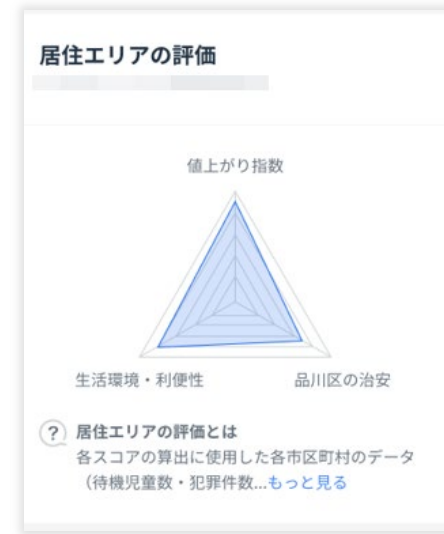 居住エリアの評価
値上がり指数
生活環境・利便性
品川区の治安
? 居住エリアの評価とは
各スコアの算出に使用した各市区町村のデータ
（待機児童数・犯罪件数...もっと見る